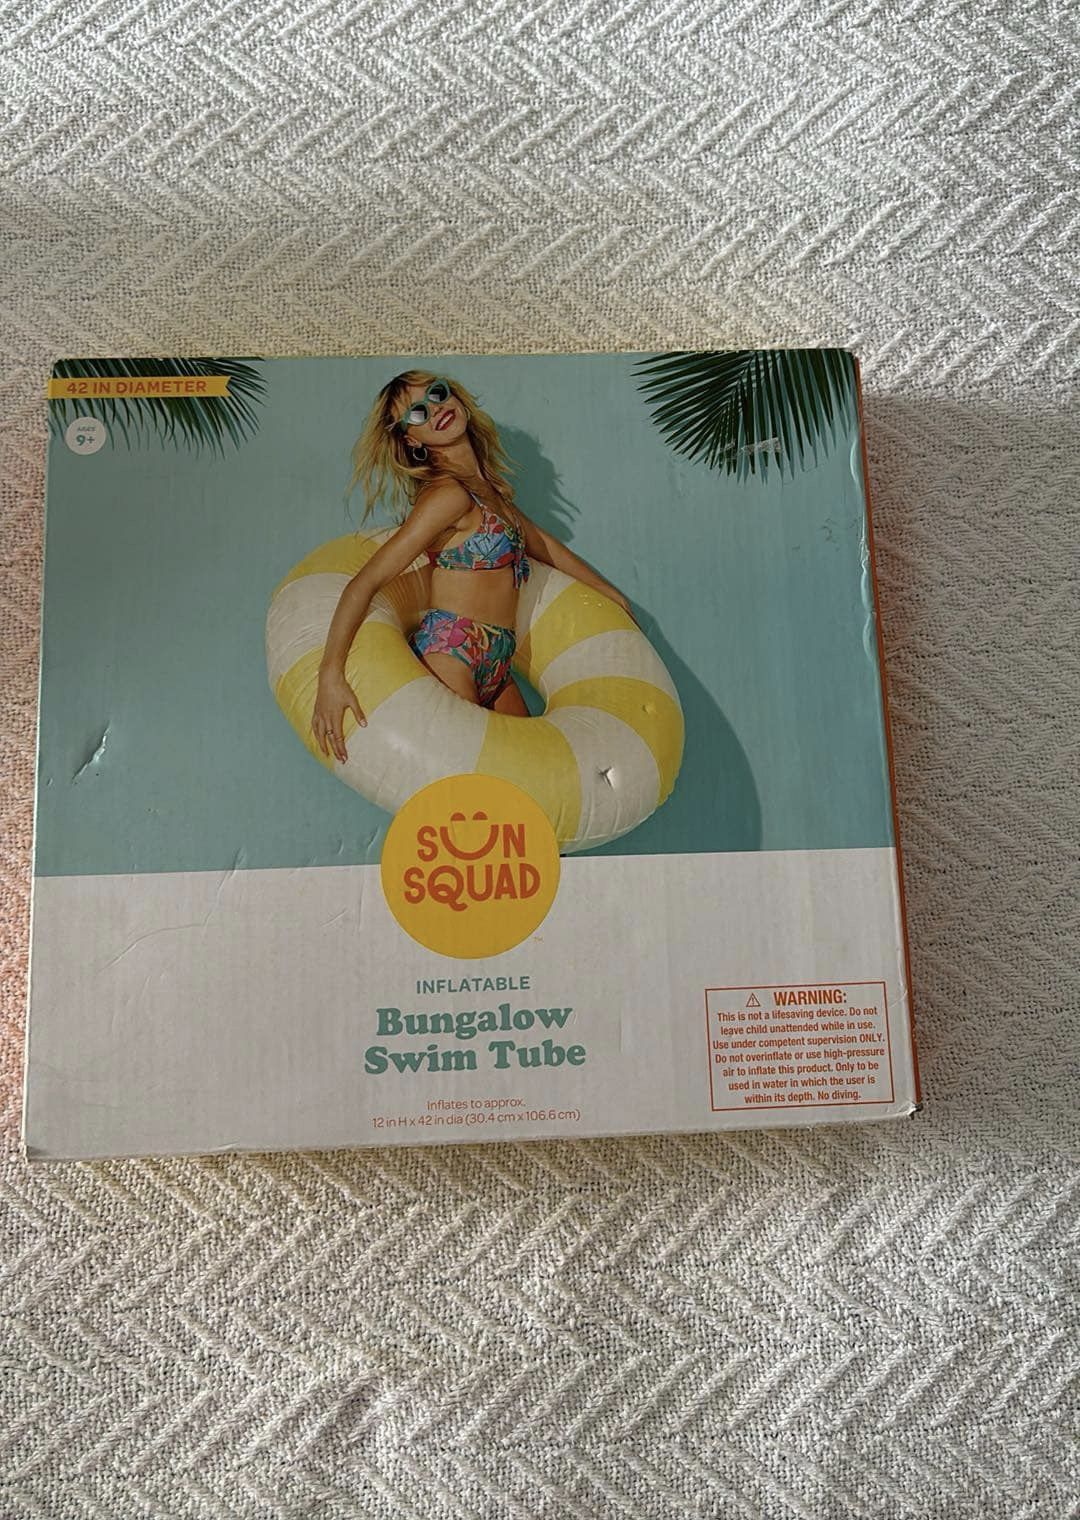 42 IN DIAMETER
AGES
9+
SUN
SQUAD
™
INFLATABLE
Bungalow
Swim Tube
Inflates to approx.
12 in H x 42 in dia (30.4 cm x 106.6 cm)
⚠ WARNING:
This is not a lifesaving device. Do not
leave child unattended while in use.
Use under competent supervision ONLY.
Do not overinflate or use high-pressure
air to inflate this product. Only to be
used in water in which the user is
within its depth. No diving.